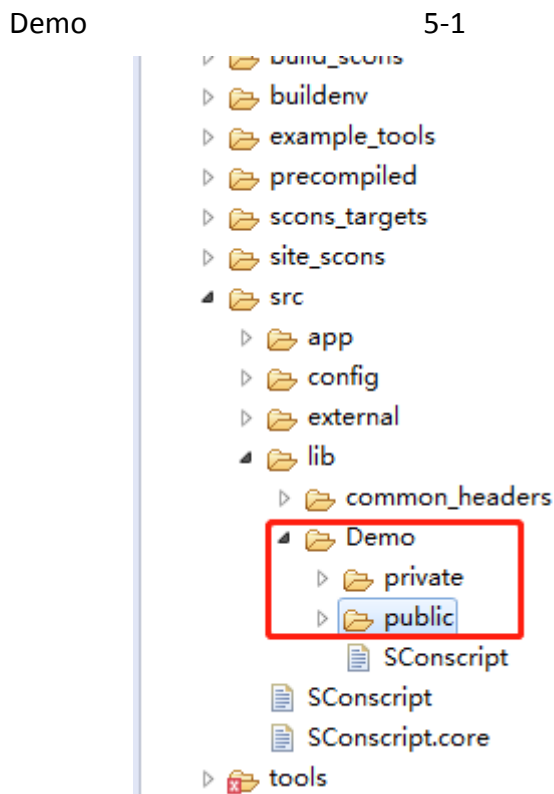 Demo 5-1
build_scons
buildenv
example_tools
precompiled
scons_targets
site_scons
src
app
config
external
lib
common_headers
Demo
private
public
SConscript
SConscript
SConscript.core
tools